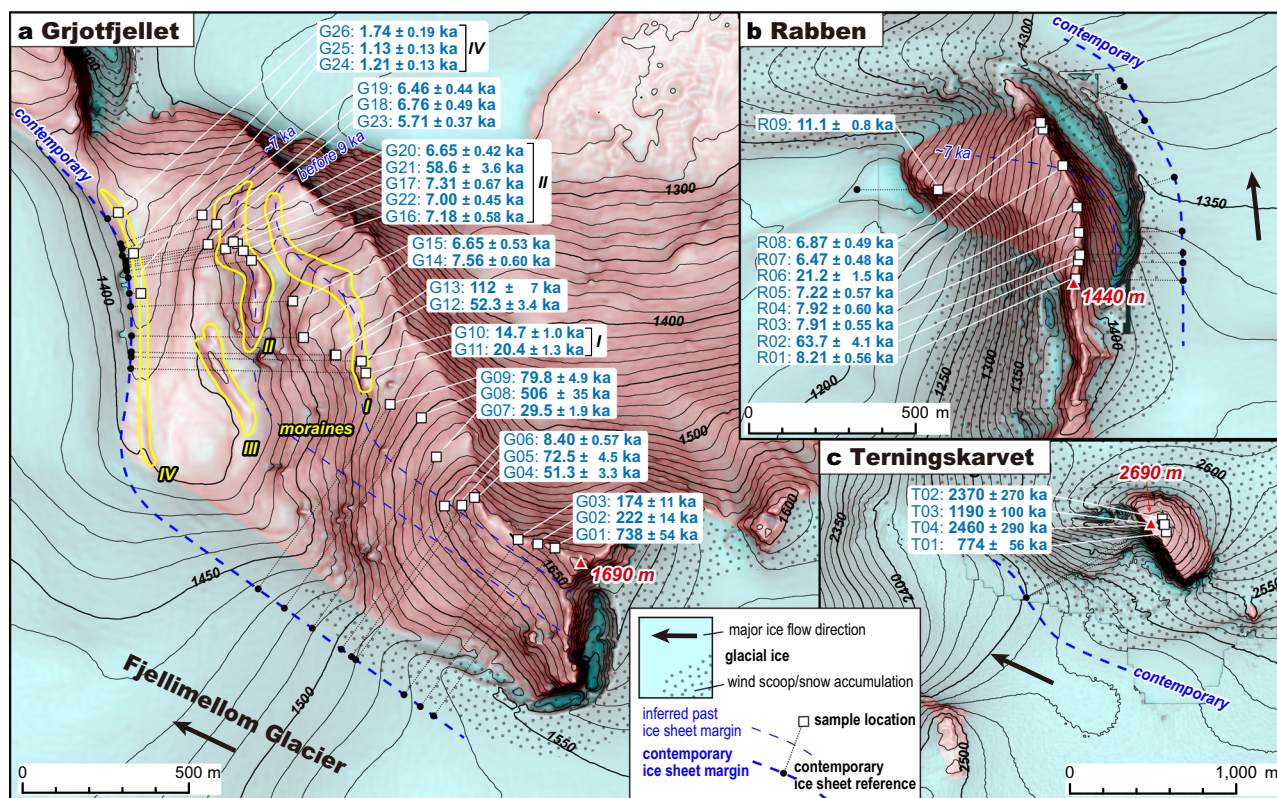 a Grjotfjellet
G26: 1.74 ± 0.19 ka
G25: 1.13 ± 0.13 ka
G24: 1.21 ± 0.13 ka
IV
G19: 6.46 ± 0.44 ka
G18: 6.76 ± 0.49 ka
G23: 5.71 ± 0.37 ka
G20: 6.65 ± 0.42 ka
G21: 58.6 ± 3.6 ka
G17: 7.31 ± 0.67 ka
G22: 7.00 ± 0.45 ka
G16: 7.18 ± 0.58 ka
II
G15: 6.65 ± 0.53 ka
G14: 7.56 ± 0.60 ka
G13: 112 ± 7 ka
G12: 52.3 ± 3.4 ka
G10: 14.7 ± 1.0 ka
G11: 20.4 ± 1.3 ka
I
G09: 79.8 ± 4.9 ka
G08: 506 ± 35 ka
G07: 29.5 ± 1.9 ka
G06: 8.40 ± 0.57 ka
G05: 72.5 ± 4.5 ka
G04: 51.3 ± 3.3 ka
G03: 174 ± 11 ka
G02: 222 ± 14 ka
G01: 738 ± 54 ka
contemporary
~7 ka
before 9 ka
1300
1400
1400
1500
1600
1650
1690 m
1450
1500
1550
II
I
moraines
III
IV
Fjellimellom Glacier
0 500 m
b Rabben
contemporary
1300
R09: 11.1 ± 0.8 ka
~7 ka
1350
R08: 6.87 ± 0.49 ka
R07: 6.47 ± 0.48 ka
R06: 21.2 ± 1.5 ka
R05: 7.22 ± 0.57 ka
R04: 7.92 ± 0.60 ka
R03: 7.91 ± 0.55 ka
R02: 63.7 ± 4.1 ka
R01: 8.21 ± 0.56 ka
1440 m
1400
1200
1250
1300
1350
0 500 m
c Terningskarvet
2690 m
2600
T02: 2370 ± 270 ka
T03: 1190 ± 100 ka
T04: 2460 ± 290 ka
T01: 774 ± 56 ka
2350
2400
2550
contemporary
2500
0 1,000 m
major ice flow direction
glacial ice
wind scoop/snow accumulation
inferred past
ice sheet margin
sample location
contemporary
ice sheet margin
contemporary
ice sheet reference